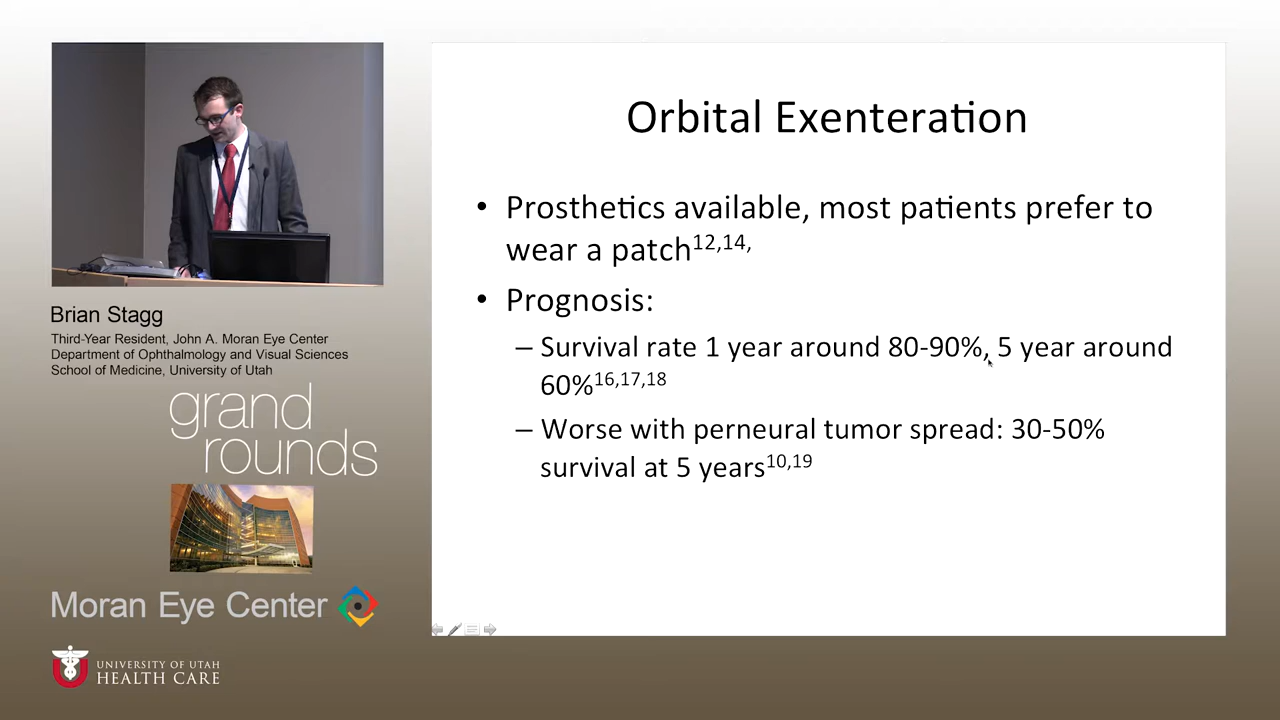 Brian Stagg
Third-Year Resident, John A. Moran Eye Center
Department of Ophthalmology and Visual Sciences
School of Medicine, University of Utah
grand
rounds
Moran Eye Center
UNIVERSITY OF UTAH
HEALTH CARE
Orbital Exenteration
• Prosthetics available, most patients prefer to
wear a patch12,14,
• Prognosis:
– Survival rate 1 year around 80-90%, 5 year around
60%16,17,18
– Worse with perneural tumor spread: 30-50%
survival at 5 years10,19